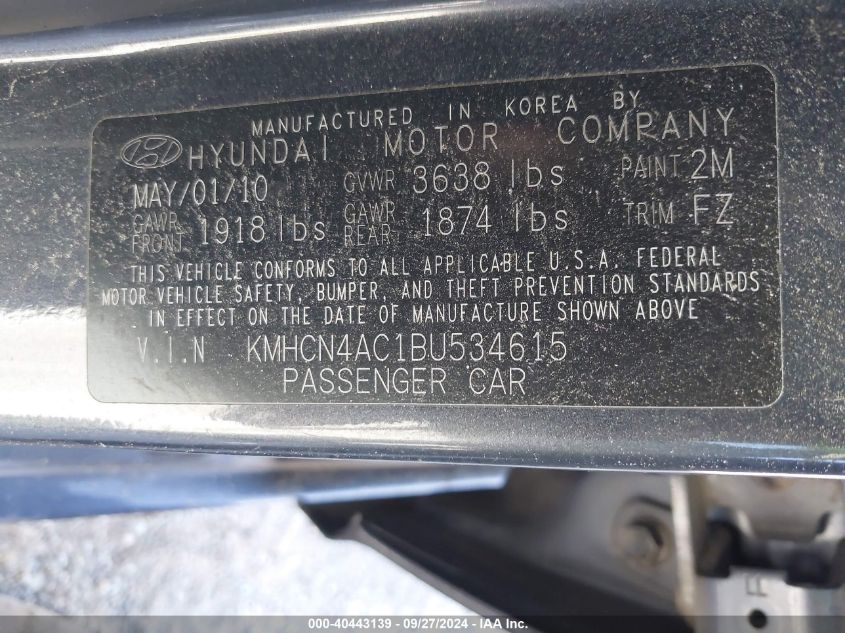 MANUFACTURED IN KOREA BY
HYUNDAI MOTOR COMPANY
MAY/01/10 GVWR 3638 lbs PAINT 2M
GAWR FRONT 1918 lbs GAWR REAR 1874 lbs TRIM FZ
THIS VEHICLE CONFORMS TO ALL APPLICABLE U.S.A. FEDERAL
MOTOR VEHICLE SAFETY, BUMPER, AND THEFT PREVENTION STANDARDS
IN EFFECT ON THE DATE OF MANUFACTURE SHOWN ABOVE
V.I.N KMHCN4AC1BU534615
PASSENGER CAR
F
000-40443139 - 09/27/2024 - IAA, Inc.